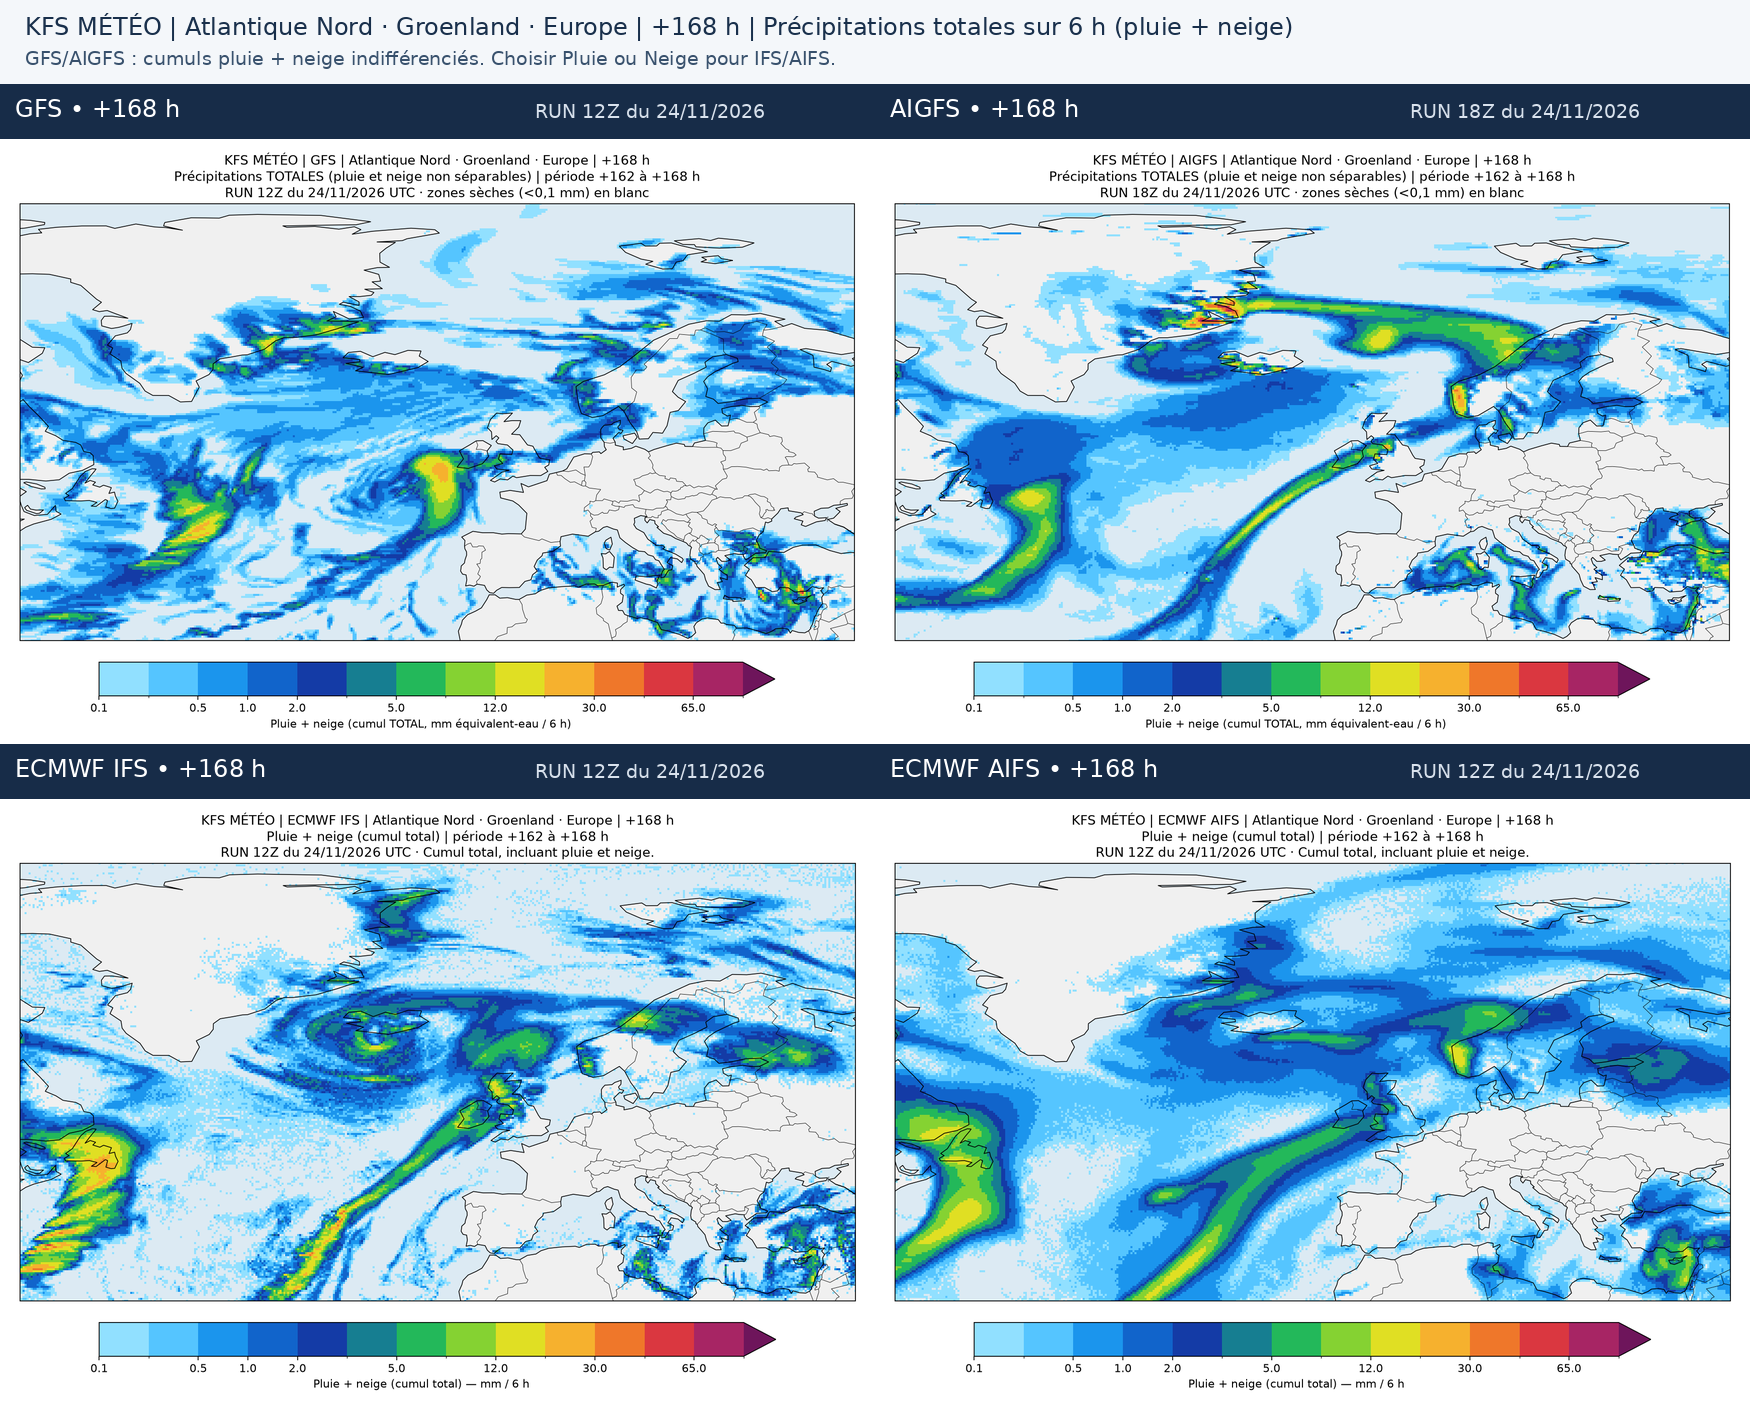 KFS MÉTÉO | Atlantique Nord · Groenland · Europe | +168 h | Précipitations totales sur 6 h (pluie + neige)
GFS/AIGFS : cumuls pluie + neige indifférenciés. Choisir Pluie ou Neige pour IFS/AIFS.
GFS • +168 h
RUN 12Z du 24/11/2026
AIGFS • +168 h
RUN 18Z du 24/11/2026
KFS MÉTÉO | GFS | Atlantique Nord · Groenland · Europe | +168 h
Précipitations TOTALES (pluie et neige non séparables) | période +162 à +168 h
RUN 12Z du 24/11/2026 UTC · zones sèches (<0,1 mm) en blanc
KFS MÉTÉO | AIGFS | Atlantique Nord · Groenland · Europe | +168 h
Précipitations TOTALES (pluie et neige non séparables) | période +162 à +168 h
RUN 18Z du 24/11/2026 UTC · zones sèches (<0,1 mm) en blanc
0.1 0.5 1.0 2.0 5.0 12.0 30.0 65.0
Pluie + neige (cumul TOTAL, mm équivalent-eau / 6 h)
0.1 0.5 1.0 2.0 5.0 12.0 30.0 65.0
Pluie + neige (cumul TOTAL, mm équivalent-eau / 6 h)
ECMWF IFS • +168 h
RUN 12Z du 24/11/2026
ECMWF AIFS • +168 h
RUN 12Z du 24/11/2026
KFS MÉTÉO | ECMWF IFS | Atlantique Nord · Groenland · Europe | +168 h
Pluie + neige (cumul total) | période +162 à +168 h
RUN 12Z du 24/11/2026 UTC · Cumul total, incluant pluie et neige.
KFS MÉTÉO | ECMWF AIFS | Atlantique Nord · Groenland · Europe | +168 h
Pluie + neige (cumul total) | période +162 à +168 h
RUN 12Z du 24/11/2026 UTC · Cumul total, incluant pluie et neige.
0.1 0.5 1.0 2.0 5.0 12.0 30.0 65.0
Pluie + neige (cumul total) — mm / 6 h
0.1 0.5 1.0 2.0 5.0 12.0 30.0 65.0
Pluie + neige (cumul total) — mm / 6 h